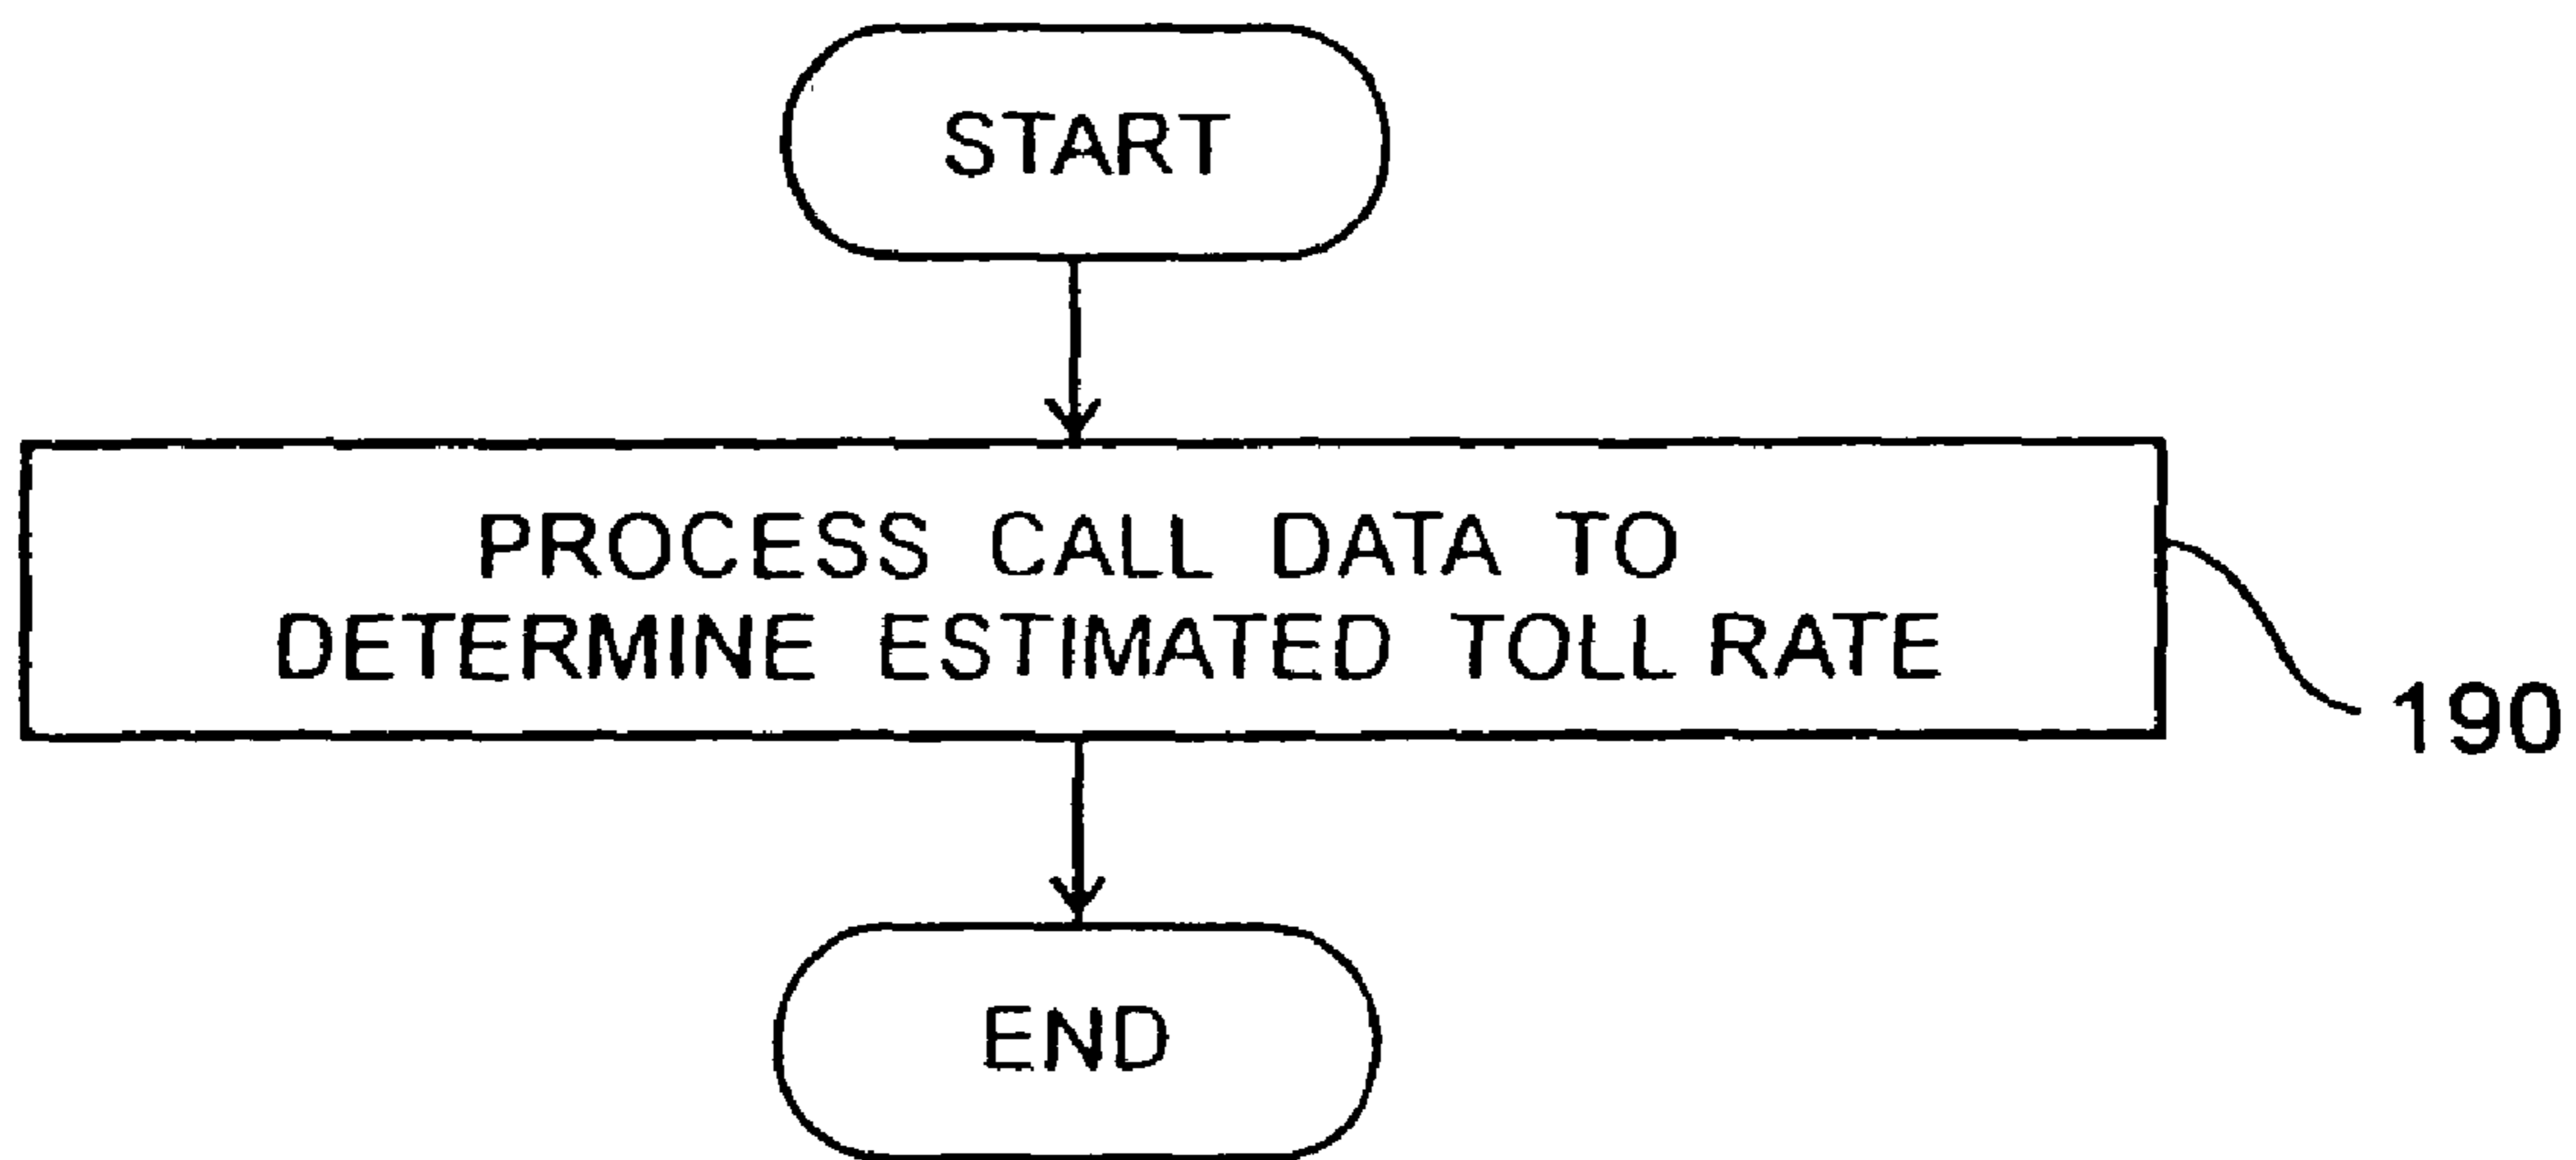 START
PROCESS CALL DATA TO
DETERMINE ESTIMATED TOLL RATE
190
END